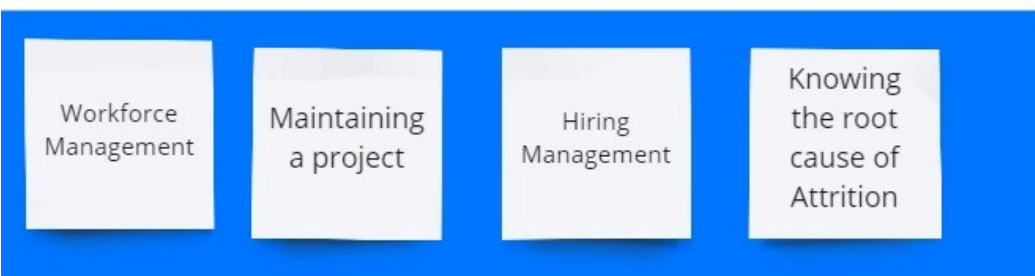 Workforce
Management
Maintaining
a project
Hiring
Management
Knowing
the root
cause of
Attrition